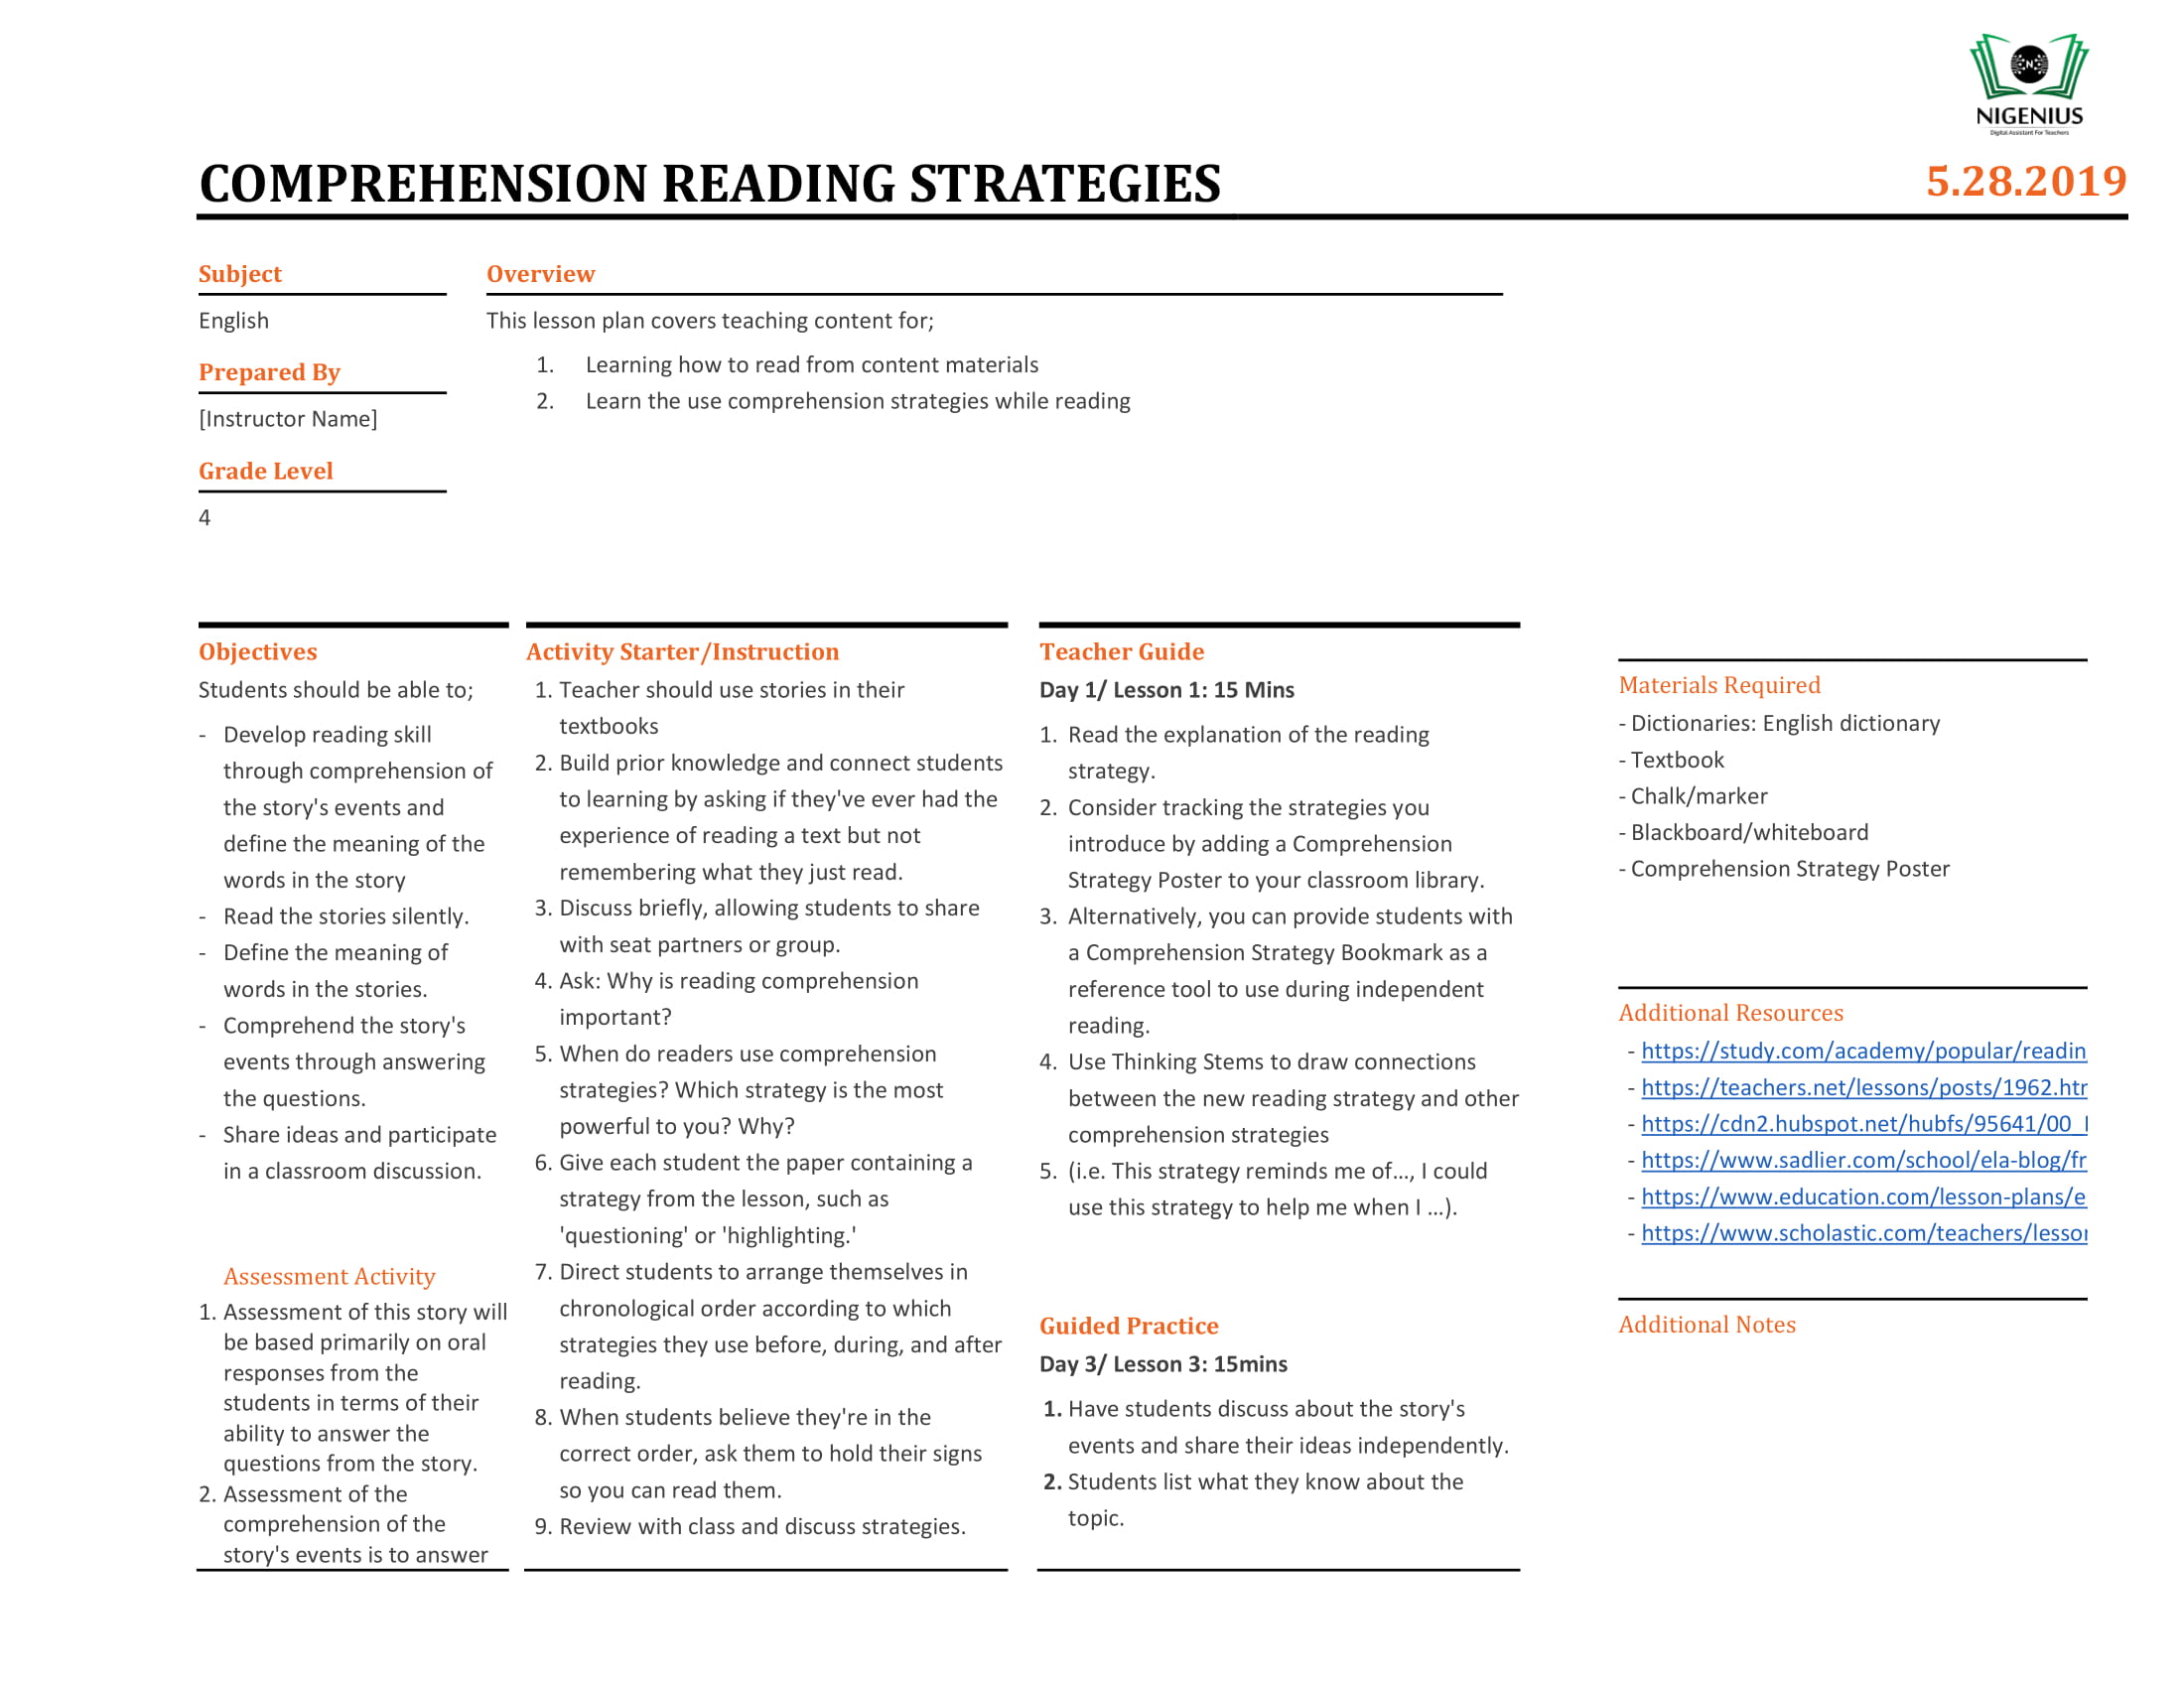 NIGENIUS
Digital Assistant For Teachers
COMPREHENSION READING STRATEGIES
5.28.2019
Subject
English
Prepared By
[Instructor Name]
Grade Level
4
Overview
This lesson plan covers teaching content for;
1. Learning how to read from content materials
2. Learn the use comprehension strategies while reading
Objectives
Students should be able to;
- Develop reading skill
through comprehension of
the story's events and
define the meaning of the
words in the story
- Read the stories silently.
- Define the meaning of
words in the stories.
- Comprehend the story's
events through answering
the questions.
- Share ideas and participate
in a classroom discussion.
Assessment Activity
1. Assessment of this story will
be based primarily on oral
responses from the
students in terms of their
ability to answer the
questions from the story.
2. Assessment of the
comprehension of the
story's events is to answer
Activity Starter/Instruction
1. Teacher should use stories in their
textbooks
2. Build prior knowledge and connect students
to learning by asking if they've ever had the
experience of reading a text but not
remembering what they just read.
3. Discuss briefly, allowing students to share
with seat partners or group.
4. Ask: Why is reading comprehension
important?
5. When do readers use comprehension
strategies? Which strategy is the most
powerful to you? Why?
6. Give each student the paper containing a
strategy from the lesson, such as
'questioning' or 'highlighting.'
7. Direct students to arrange themselves in
chronological order according to which
strategies they use before, during, and after
reading.
8. When students believe they're in the
correct order, ask them to hold their signs
so you can read them.
9. Review with class and discuss strategies.
Teacher Guide
Day 1/ Lesson 1: 15 Mins
1. Read the explanation of the reading
strategy.
2. Consider tracking the strategies you
introduce by adding a Comprehension
Strategy Poster to your classroom library.
3. Alternatively, you can provide students with
a Comprehension Strategy Bookmark as a
reference tool to use during independent
reading.
4. Use Thinking Stems to draw connections
between the new reading strategy and other
comprehension strategies
5. (i.e. This strategy reminds me of…, I could
use this strategy to help me when I …).
Guided Practice
Day 3/ Lesson 3: 15mins
1. Have students discuss about the story's
events and share their ideas independently.
2. Students list what they know about the
topic.
Materials Required
- Dictionaries: English dictionary
- Textbook
- Chalk/marker
- Blackboard/whiteboard
- Comprehension Strategy Poster
Additional Resources
- https://study.com/academy/popular/readin
- https://teachers.net/lessons/posts/1962.htr
- https://cdn2.hubspot.net/hubfs/95641/00_
- https://www.sadlier.com/school/ela-blog/fr
- https://www.education.com/lesson-plans/e
- https://www.scholastic.com/teachers/lesso
Additional Notes